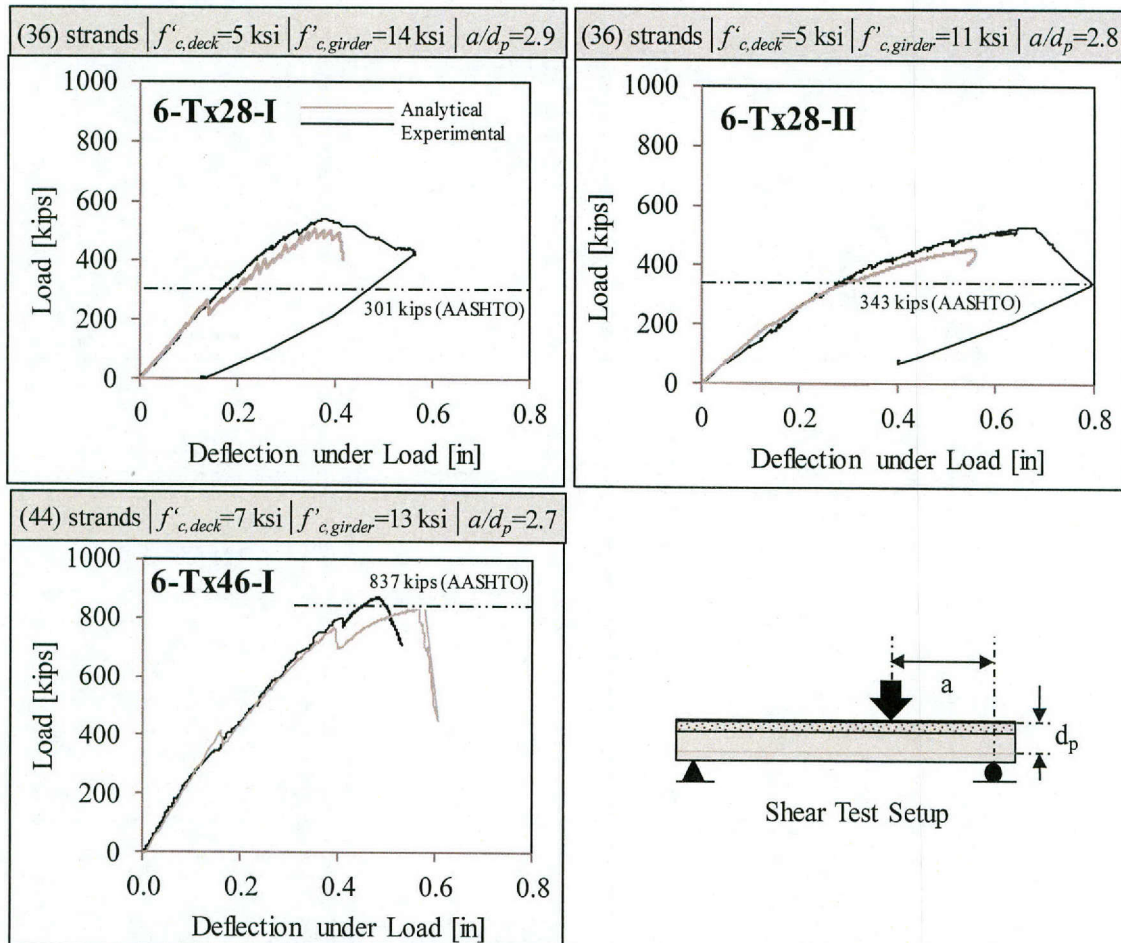 (36) strands | f‘c,deck=5 ksi | f’c,girder=14 ksi | a/dp=2.9
1000
800
600
400
200
0
Load [kips]
6-Tx28-I
Analytical
Experimental
301 kips (AASHTO)
0
0.2
0.4
0.6
0.8
Deflection under Load [in]
(36) strands | f‘c,deck=5 ksi | f’c,girder=11 ksi | a/dp=2.8
1000
800
600
400
200
0
Load [kips]
6-Tx28-II
343 kips (AASHTO)
0
0.2
0.4
0.6
0.8
Deflection under Load [in]
(44) strands | f‘c,deck=7 ksi | f’c,girder=13 ksi | a/dp=2.7
1000
800
600
400
200
0
Load [kips]
6-Tx46-I
837 kips (AASHTO)
0.0
0.2
0.4
0.6
0.8
Deflection under Load [in]
a
dp
Shear Test Setup